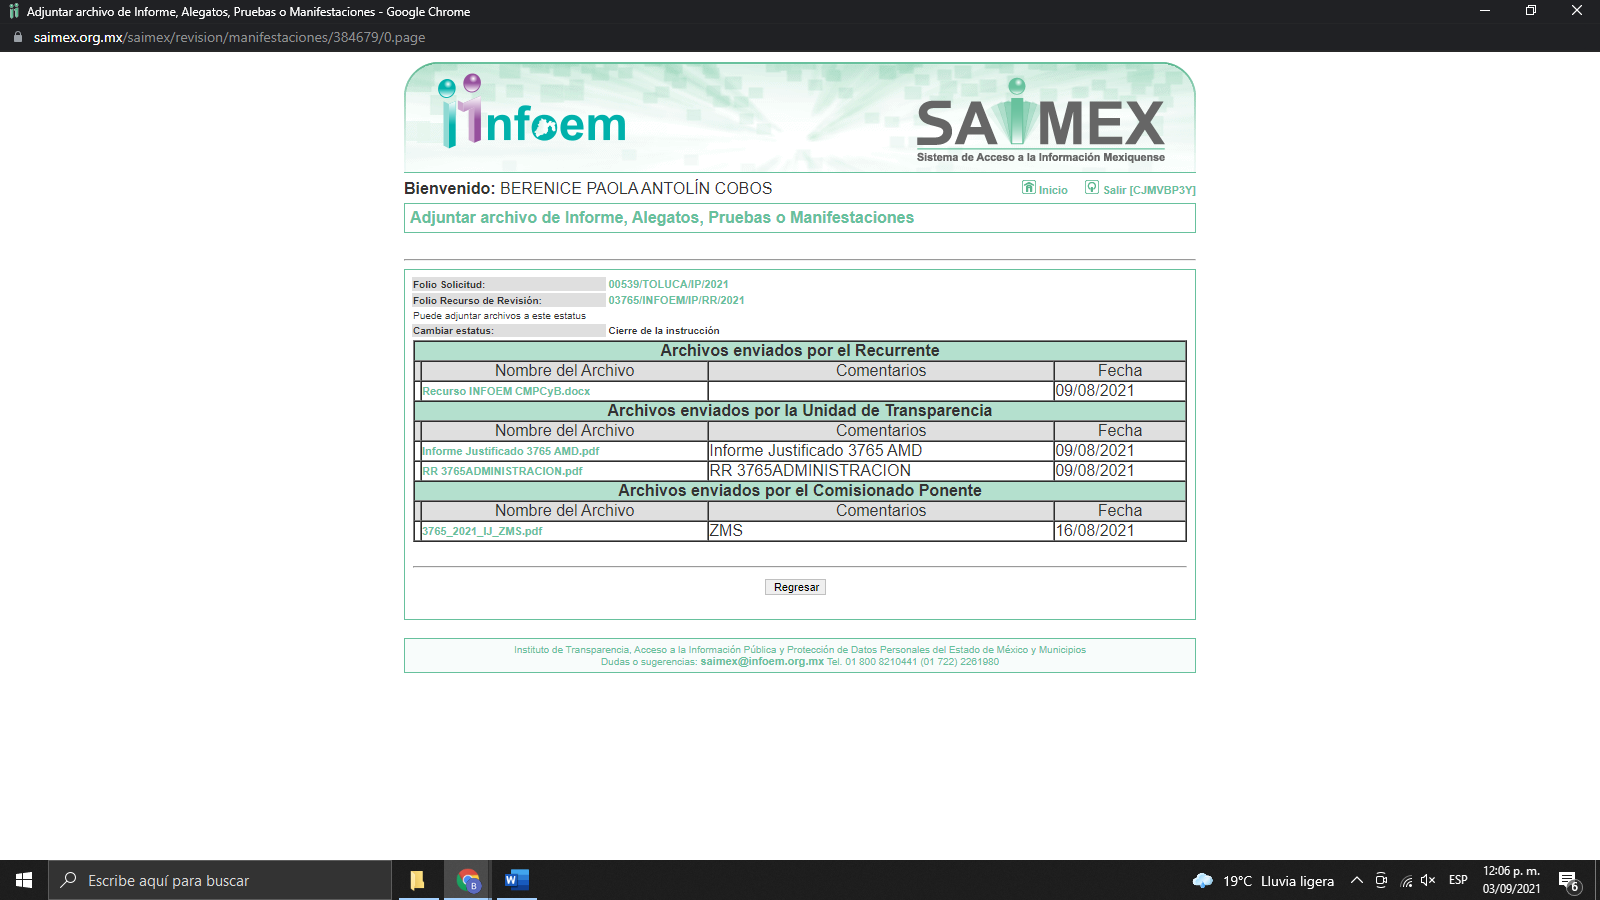 Adjuntar archivo de Informe, Alegatos, Pruebas o Manifestaciones - Google Chrome
saimex.org.mx/saimex/revision/manifestaciones/384679/0.page
infoem
SAIMEX
Sistema de Acceso a la Información Mexiquense
Bienvenido: BERENICE PAOLA ANTOLÍN COBOS
Inicio Salir [CJMVBP3Y]
Adjuntar archivo de Informe, Alegatos, Pruebas o Manifestaciones
Folio Solicitud: 00539/TOLUCA/IP/2021
Folio Recurso de Revisión: 03765/INFOEM/IP/RR/2021
Puede adjuntar archivos a este estatus
Cambiar estatus: Cierre de la instrucción
Archivos enviados por el Recurrente
Nombre del Archivo Comentarios Fecha
Recurso INFOEM CMPCyB.docx 09/08/2021
Archivos enviados por la Unidad de Transparencia
Nombre del Archivo Comentarios Fecha
Informe Justificado 3765 AMD.pdf Informe Justificado 3765 AMD 09/08/2021
RR 3765ADMINISTRACION.pdf RR 3765ADMINISTRACION 09/08/2021
Archivos enviados por el Comisionado Ponente
Nombre del Archivo Comentarios Fecha
3765_2021_IJ_ZMS.pdf ZMS 16/08/2021
Regresar
Instituto de Transparencia, Acceso a la Información Pública y Protección de Datos Personales del Estado de México y Municipios
Dudas o sugerencias: saimex@infoem.org.mx Tel. 01 800 8210441 (01 722) 2261980
Escribe aquí para buscar
B
W
19°C Lluvia ligera
ESP
12:06 p. m.
03/09/2021
6